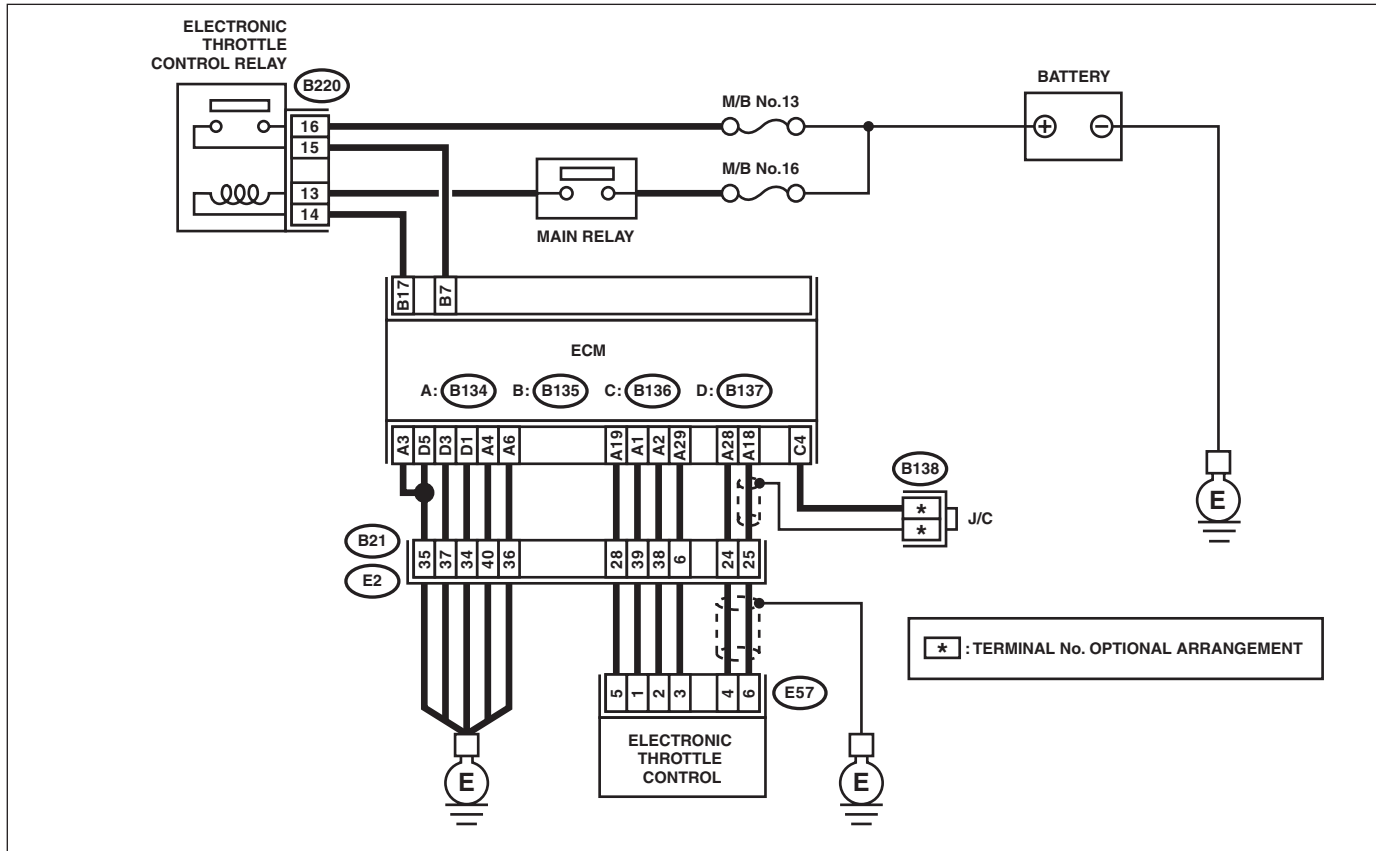 ELECTRONIC
THROTTLE
CONTROL RELAY
B220
16
15
13
14
M/B No.13
M/B No.16
MAIN RELAY
BATTERY
+ −
E
B17 B7
ECM
A: B134 B: B135 C: B136 D: B137
A3 D5 D3 D1 A4 A6 A19 A1 A2 A29 A28 A18 C4
B138
*
*
J/C
B21
E2
35 37 34 40 36 28 39 38 6 24 25
* : TERMINAL No. OPTIONAL ARRANGEMENT
5 1 2 3 4 6
E57
ELECTRONIC
THROTTLE
CONTROL
E
E